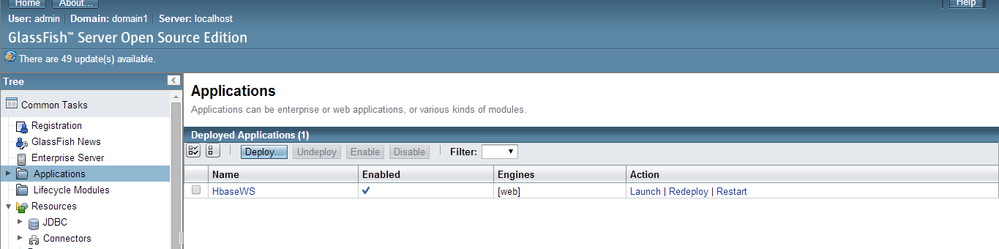 Home About... Help
User: admin Domain: domain1 Server: localhost
GlassFish™ Server Open Source Edition
There are 49 update(s) available.
Tree
Common Tasks
Registration
GlassFish News
Enterprise Server
Applications
Lifecycle Modules
Resources
JDBC
Connectors
Applications
Applications can be enterprise or web applications, or various kinds of modules.
Deployed Applications (1)
Deploy... Undeploy Enable Disable Filter:
Name Enabled Engines Action
HbaseWS [web] Launch | Redeploy | Restart